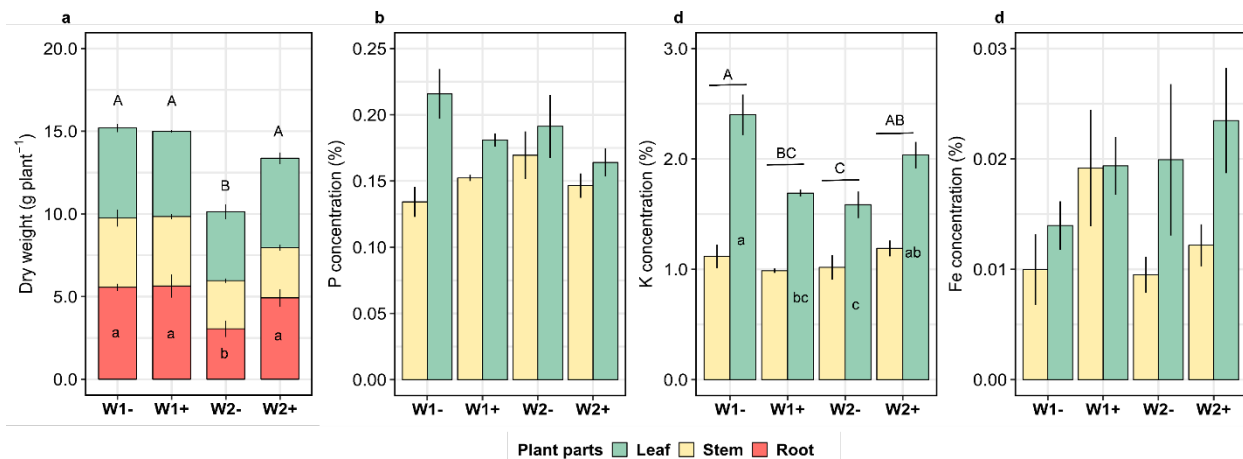 a b d d
Dry weight (g plant⁻¹)
20.0
15.0
10.0
5.0
0.0
A A B A
a a b a
W1- W1+ W2- W2+
P concentration (%)
0.25
0.20
0.15
0.10
0.05
0.00
W1- W1+ W2- W2+
K concentration (%)
3.0
2.0
1.0
0.0
A BC C AB
a bc c ab
W1- W1+ W2- W2+
Fe concentration (%)
0.03
0.02
0.01
0.00
W1- W1+ W2- W2+
Plant parts Leaf Stem Root